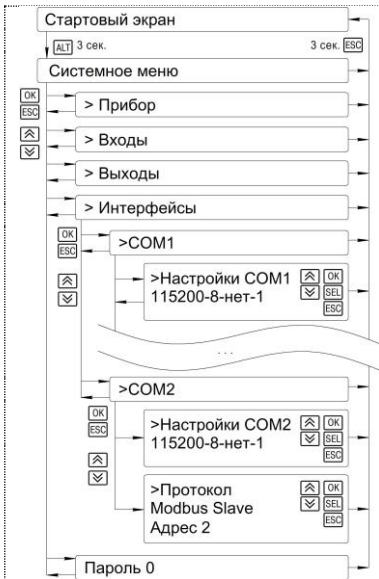 Стартовый экран
ALT 3 сек.
3 сек. ESC
Системное меню
OK
ESC
> Прибор
> Входы
> Выходы
> Интерфейсы
OK
ESC
>COM1
>Настройки COM1
115200-8-нет-1
OK
SEL
ESC
...
>COM2
OK
ESC
>Настройки COM2
115200-8-нет-1
OK
SEL
ESC
>Протокол
Modbus Slave
Адрес 2
OK
SEL
ESC
Пароль 0